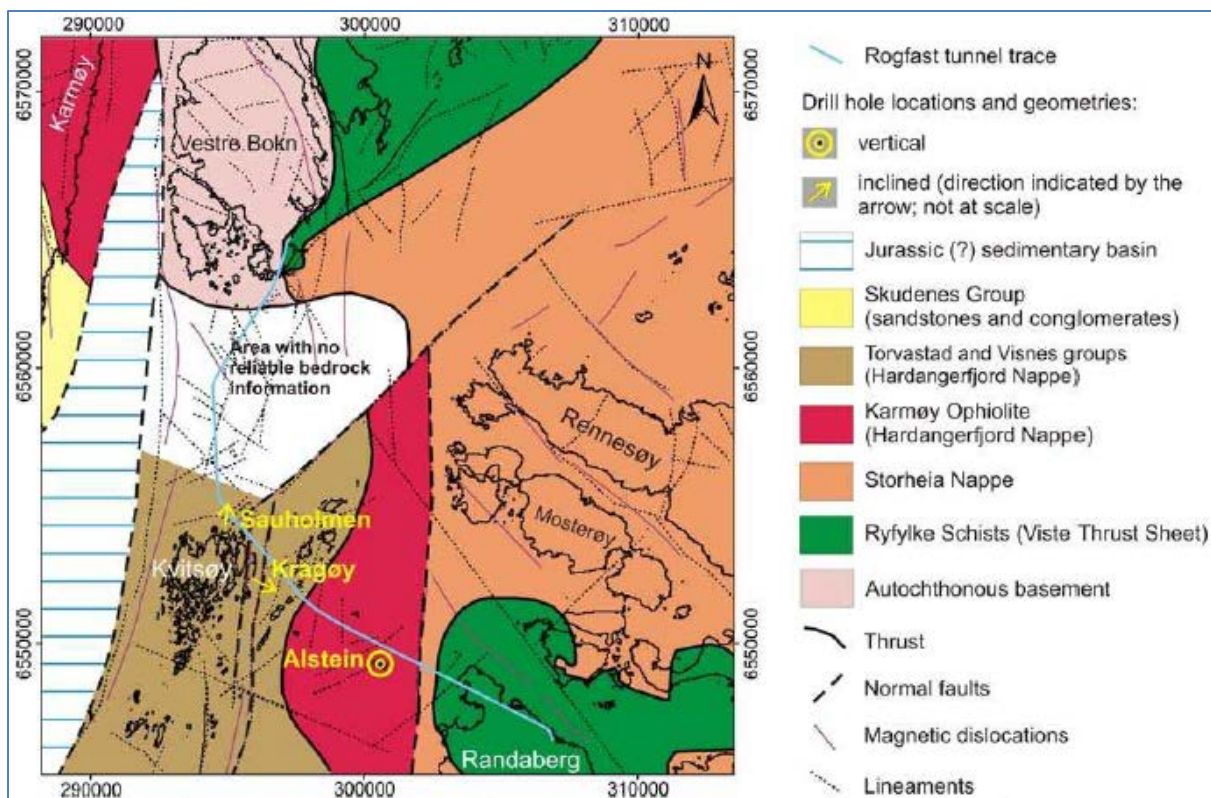 290000 300000 310000
6570000
6560000
6550000
6570000
6560000
6550000
290000 300000 310000
N
Karmøy
Vestre Bokn
Area with no
reliable bedrock
information
Rennesøy
Mosterøy
Sauholmen
Kvitsøy
Kragøy
Alstein
Randaberg
Rogfast tunnel trace
Drill hole locations and geometries:
vertical
inclined (direction indicated by the
arrow; not at scale)
Jurassic (?) sedimentary basin
Skudenes Group
(sandstones and conglomerates)
Torvastad and Visnes groups
(Hardangerfjord Nappe)
Karmøy Ophiolite
(Hardangerfjord Nappe)
Storheia Nappe
Ryfylke Schists (Viste Thrust Sheet)
Autochthonous basement
Thrust
Normal faults
Magnetic dislocations
Lineaments